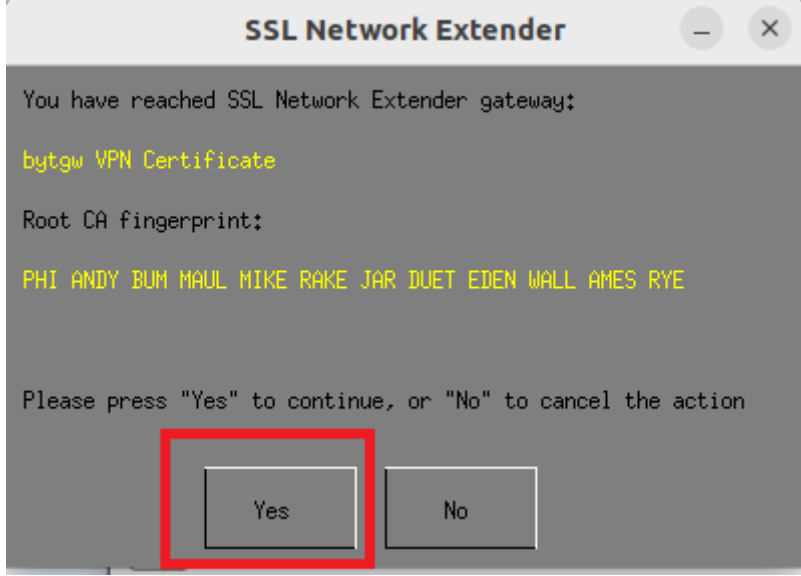 SSL Network Extender
You have reached SSL Network Extender gateway:
bytgw VPN Certificate
Root CA fingerprint:
PHI ANDY BUM MAUL MIKE RAKE JAR DUET EDEN WALL AMES RYE
Please press "Yes" to continue, or "No" to cancel the action
Yes No